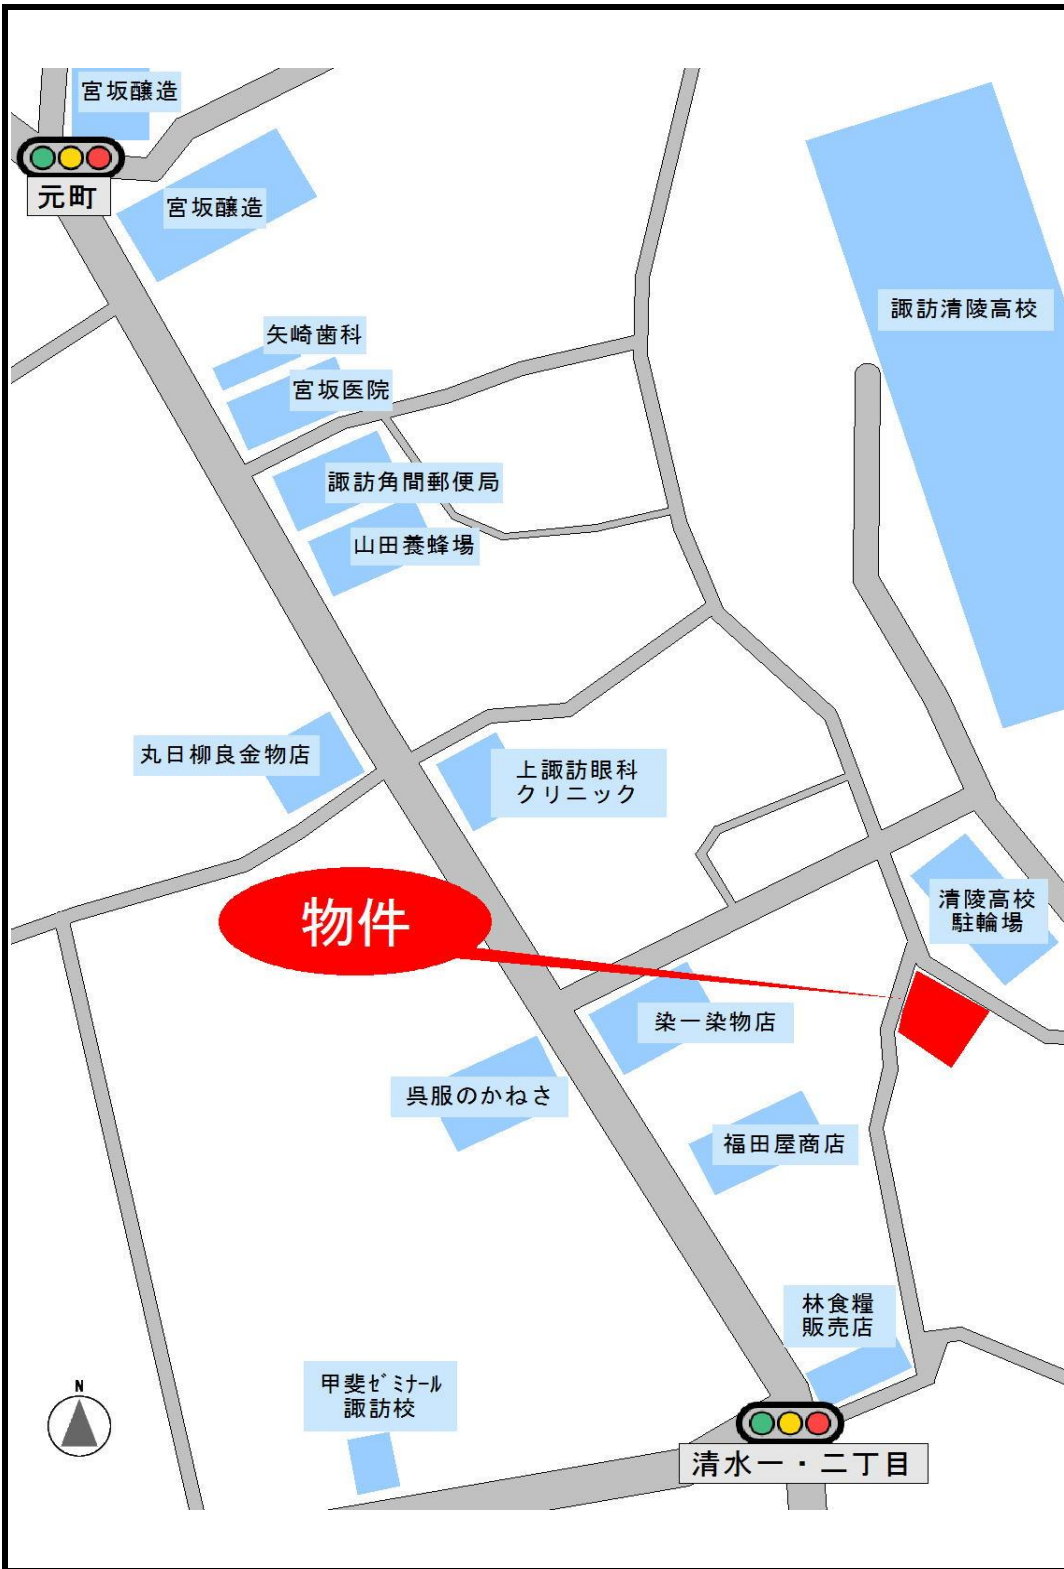 宮坂醸造
元町
宮坂醸造
諏訪清陵高校
矢崎歯科
宮坂医院
諏訪角間郵便局
山田養蜂場
丸日柳良金物店
上諏訪眼科
クリニック
物件
清陵高校
駐輪場
染一染物店
呉服のかねさ
福田屋商店
林食糧
販売店
甲斐ｾﾞﾐﾅｰﾙ
諏訪校
N
清水一・二丁目